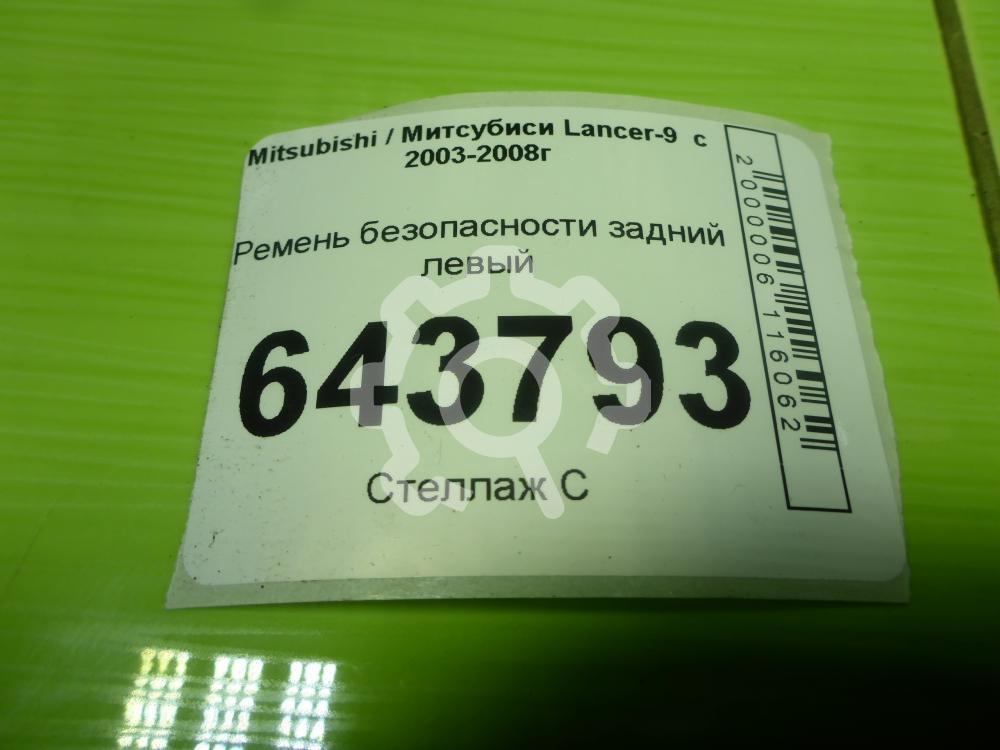 Mitsubishi / Митсубиси Lancer-9 с
2003-2008г
Ремень безопасности задний
левый
643793
Стеллаж С
2000006116062